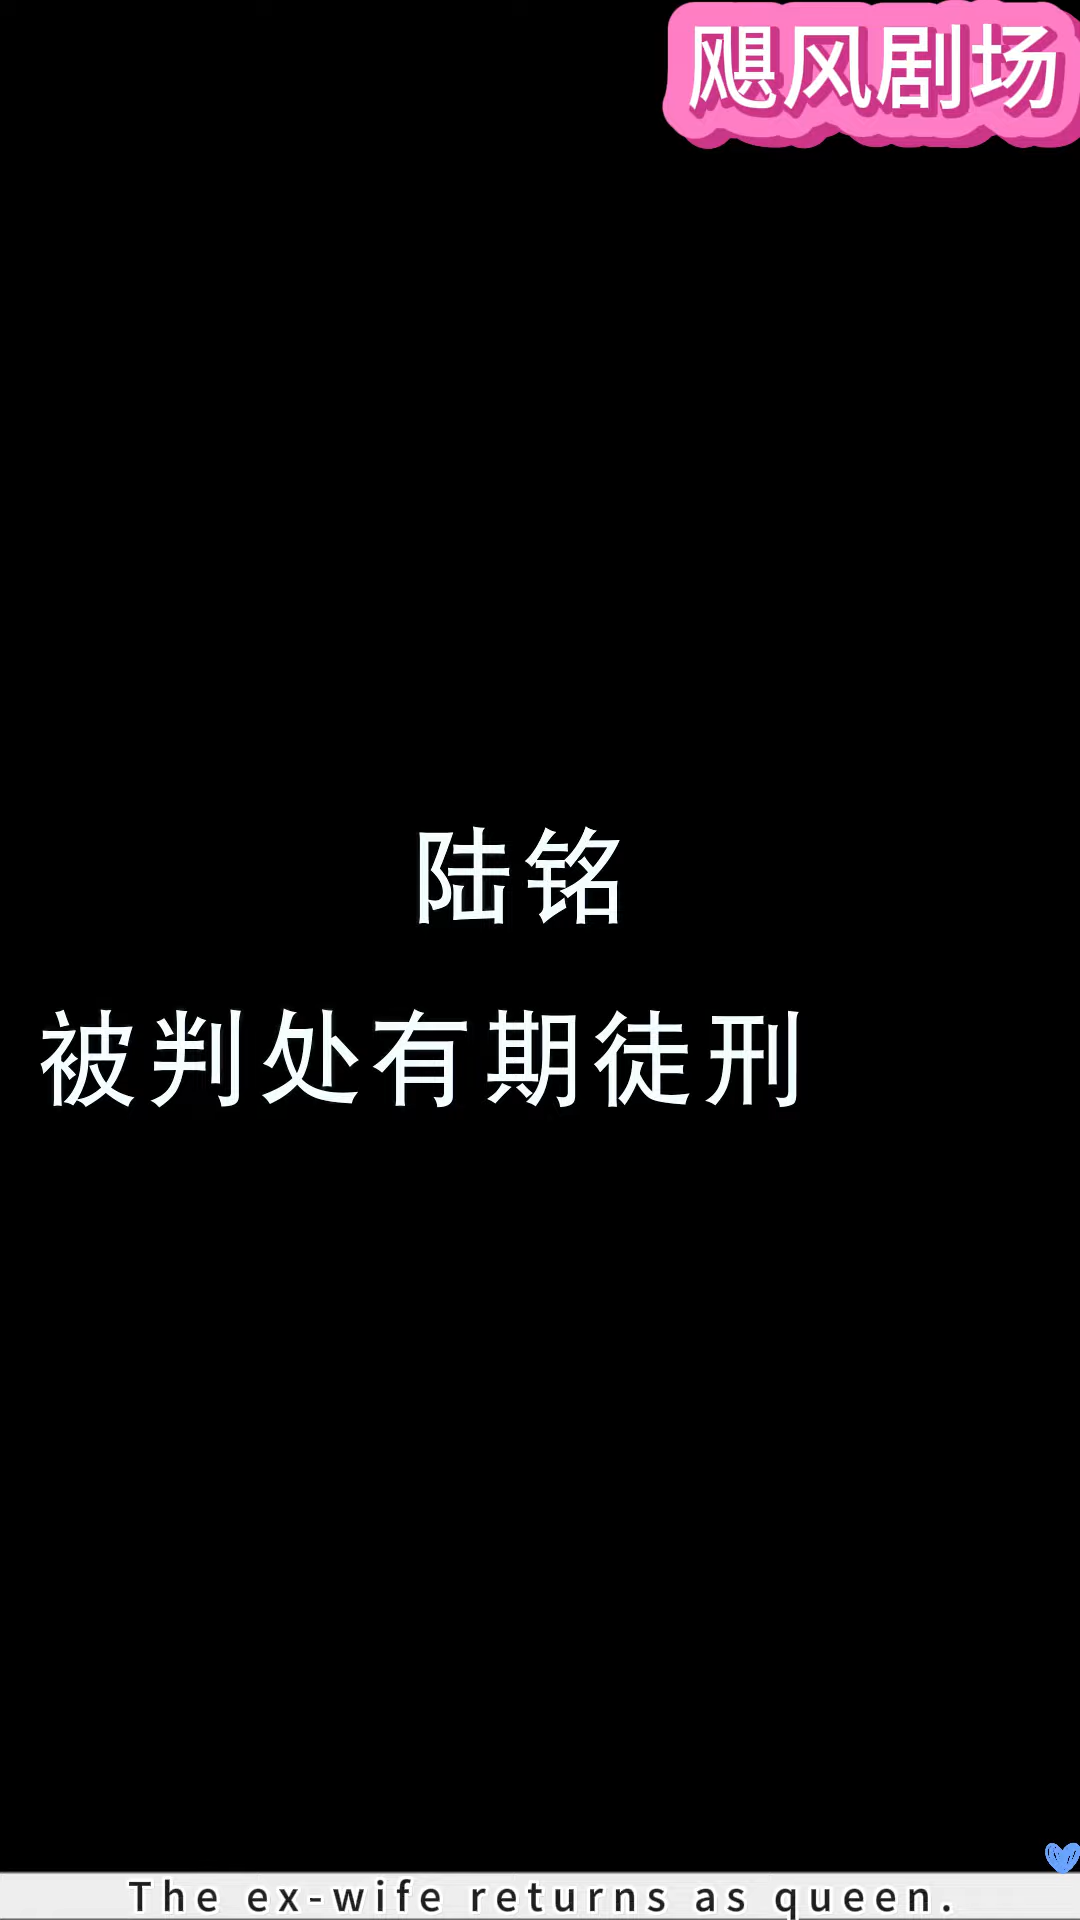 飓风剧场
陆铭
被判处有期徒刑
The ex-wife returns as queen.